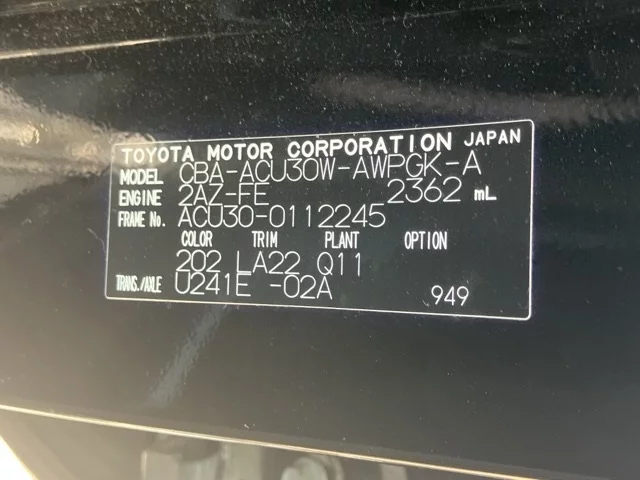 TOYOTA MOTOR CORPORATION JAPAN
MODEL CBA-ACU30W-AWPGK-A
ENGINE 2AZ-FE 2362 mL
FRAME No. ACU30-0112245
COLOR TRIM PLANT OPTION
202 LA22 Q11
TRANS./AXLE U241E -02A 949